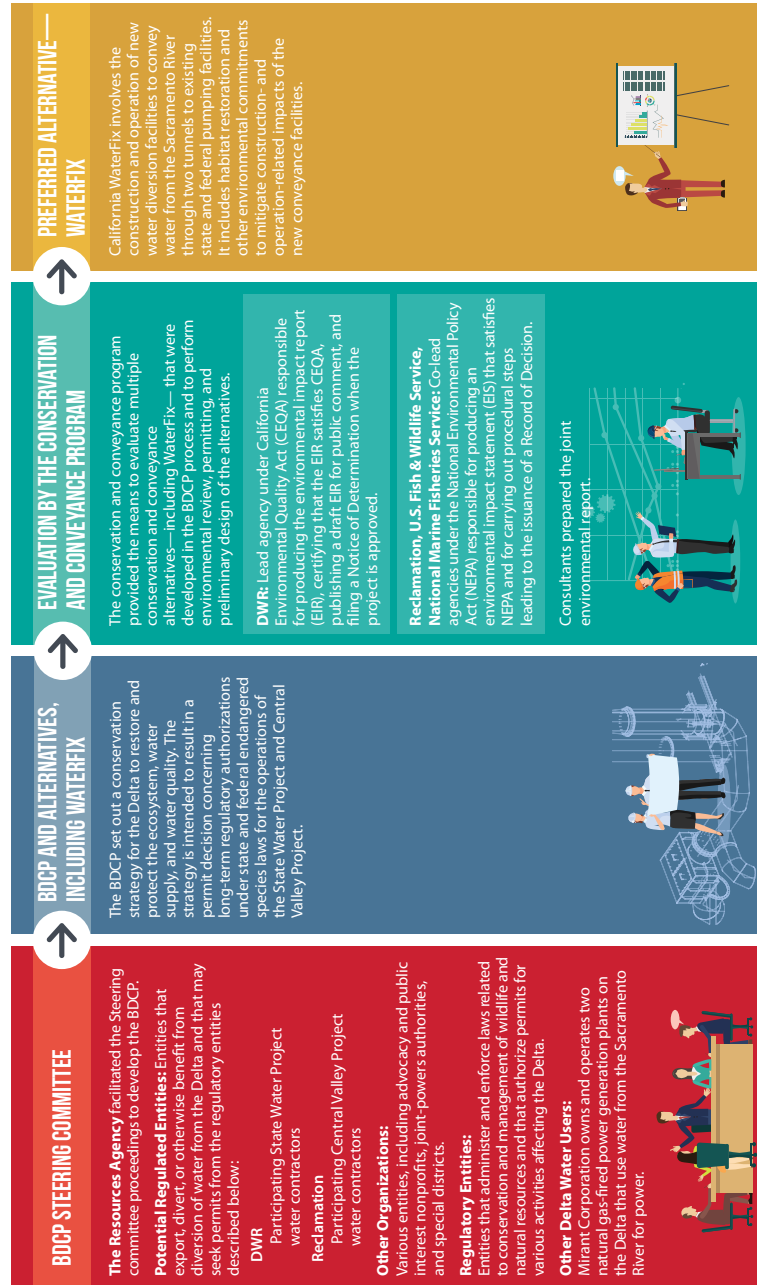 BDCP STEERING COMMITTEE
The Resources Agency facilitated the Steering
committee proceedings to develop the BDCP.
Potential Regulated Entities: Entities that
export, divert, or otherwise benefit from
diversion of water from the Delta and that may
seek permits from the regulatory entities
described below:
DWR
Participating State Water Project
water contractors
Reclamation
Participating Central Valley Project
water contractors
Other Organizations:
Various entities, including advocacy and public
interest nonprofits, joint-powers authorities,
and special districts.
Regulatory Entities:
Entities that administer and enforce laws related
to conservation and management of wildlife and
natural resources and that authorize permits for
various activities affecting the Delta.
Other Delta Water Users:
Mirant Corporation owns and operates two
natural gas-fired power generation plants on
the Delta that use water from the Sacramento
River for power.
BDCP AND ALTERNATIVES,
INCLUDING WATERFIX
The BDCP set out a conservation
strategy for the Delta to restore and
protect the ecosystem, water
supply, and water quality. The
strategy is intended to result in a
permit decision concerning
long-term regulatory authorizations
under state and federal endangered
species laws for the operations of
the State Water Project and Central
Valley Project.
EVALUATION BY THE CONSERVATION
AND CONVEYANCE PROGRAM
The conservation and conveyance program
provided the means to evaluate multiple
conservation and conveyance
alternatives—including WaterFix— that were
developed in the BDCP process and to perform
environmental review, permitting, and
preliminary design of the alternatives.
DWR: Lead agency under California
Environmental Quality Act (CEQA) responsible
for producing the environmental impact report
(EIR), certifying that the EIR satisfies CEQA,
publishing a draft EIR for public comment, and
filing a Notice of Determination when the
project is approved.
Reclamation, U.S. Fish & Wildlife Service,
National Marine Fisheries Service: Co-lead
agencies under the National Environmental Policy
Act (NEPA) responsible for producing an
environmental impact statement (EIS) that satisfies
NEPA and for carrying out procedural steps
leading to the issuance of a Record of Decision.
Consultants prepared the joint
environmental report.
PREFERRED ALTERNATIVE—
WATERFIX
California WaterFix involves the
construction and operation of new
water diversion facilities to convey
water from the Sacramento River
through two tunnels to existing
state and federal pumping facilities.
It includes habitat restoration and
other environmental commitments
to mitigate construction- and
operation-related impacts of the
new conveyance facilities.